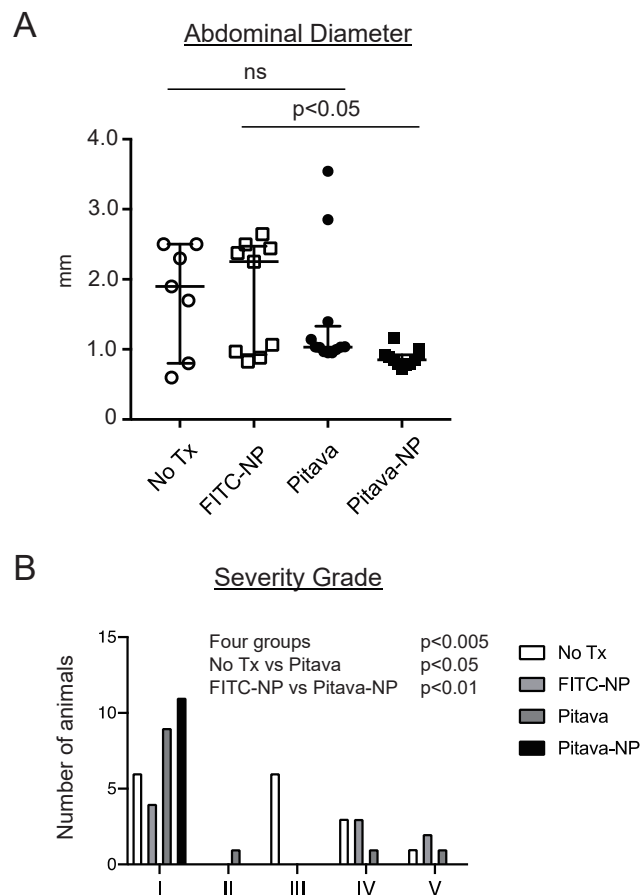 A
Abdominal Diameter
ns
p<0.05
4.0
3.0
mm
2.0
1.0
0
No Tx
FITC-NP
Pitava
Pitava-NP
B
Severity Grade
15
Four groups p<0.005
No Tx vs Pitava p<0.05
FITC-NP vs Pitava-NP p<0.01
No Tx
FITC-NP
Pitava
Pitava-NP
Number of animals
10
5
0
I II III IV V